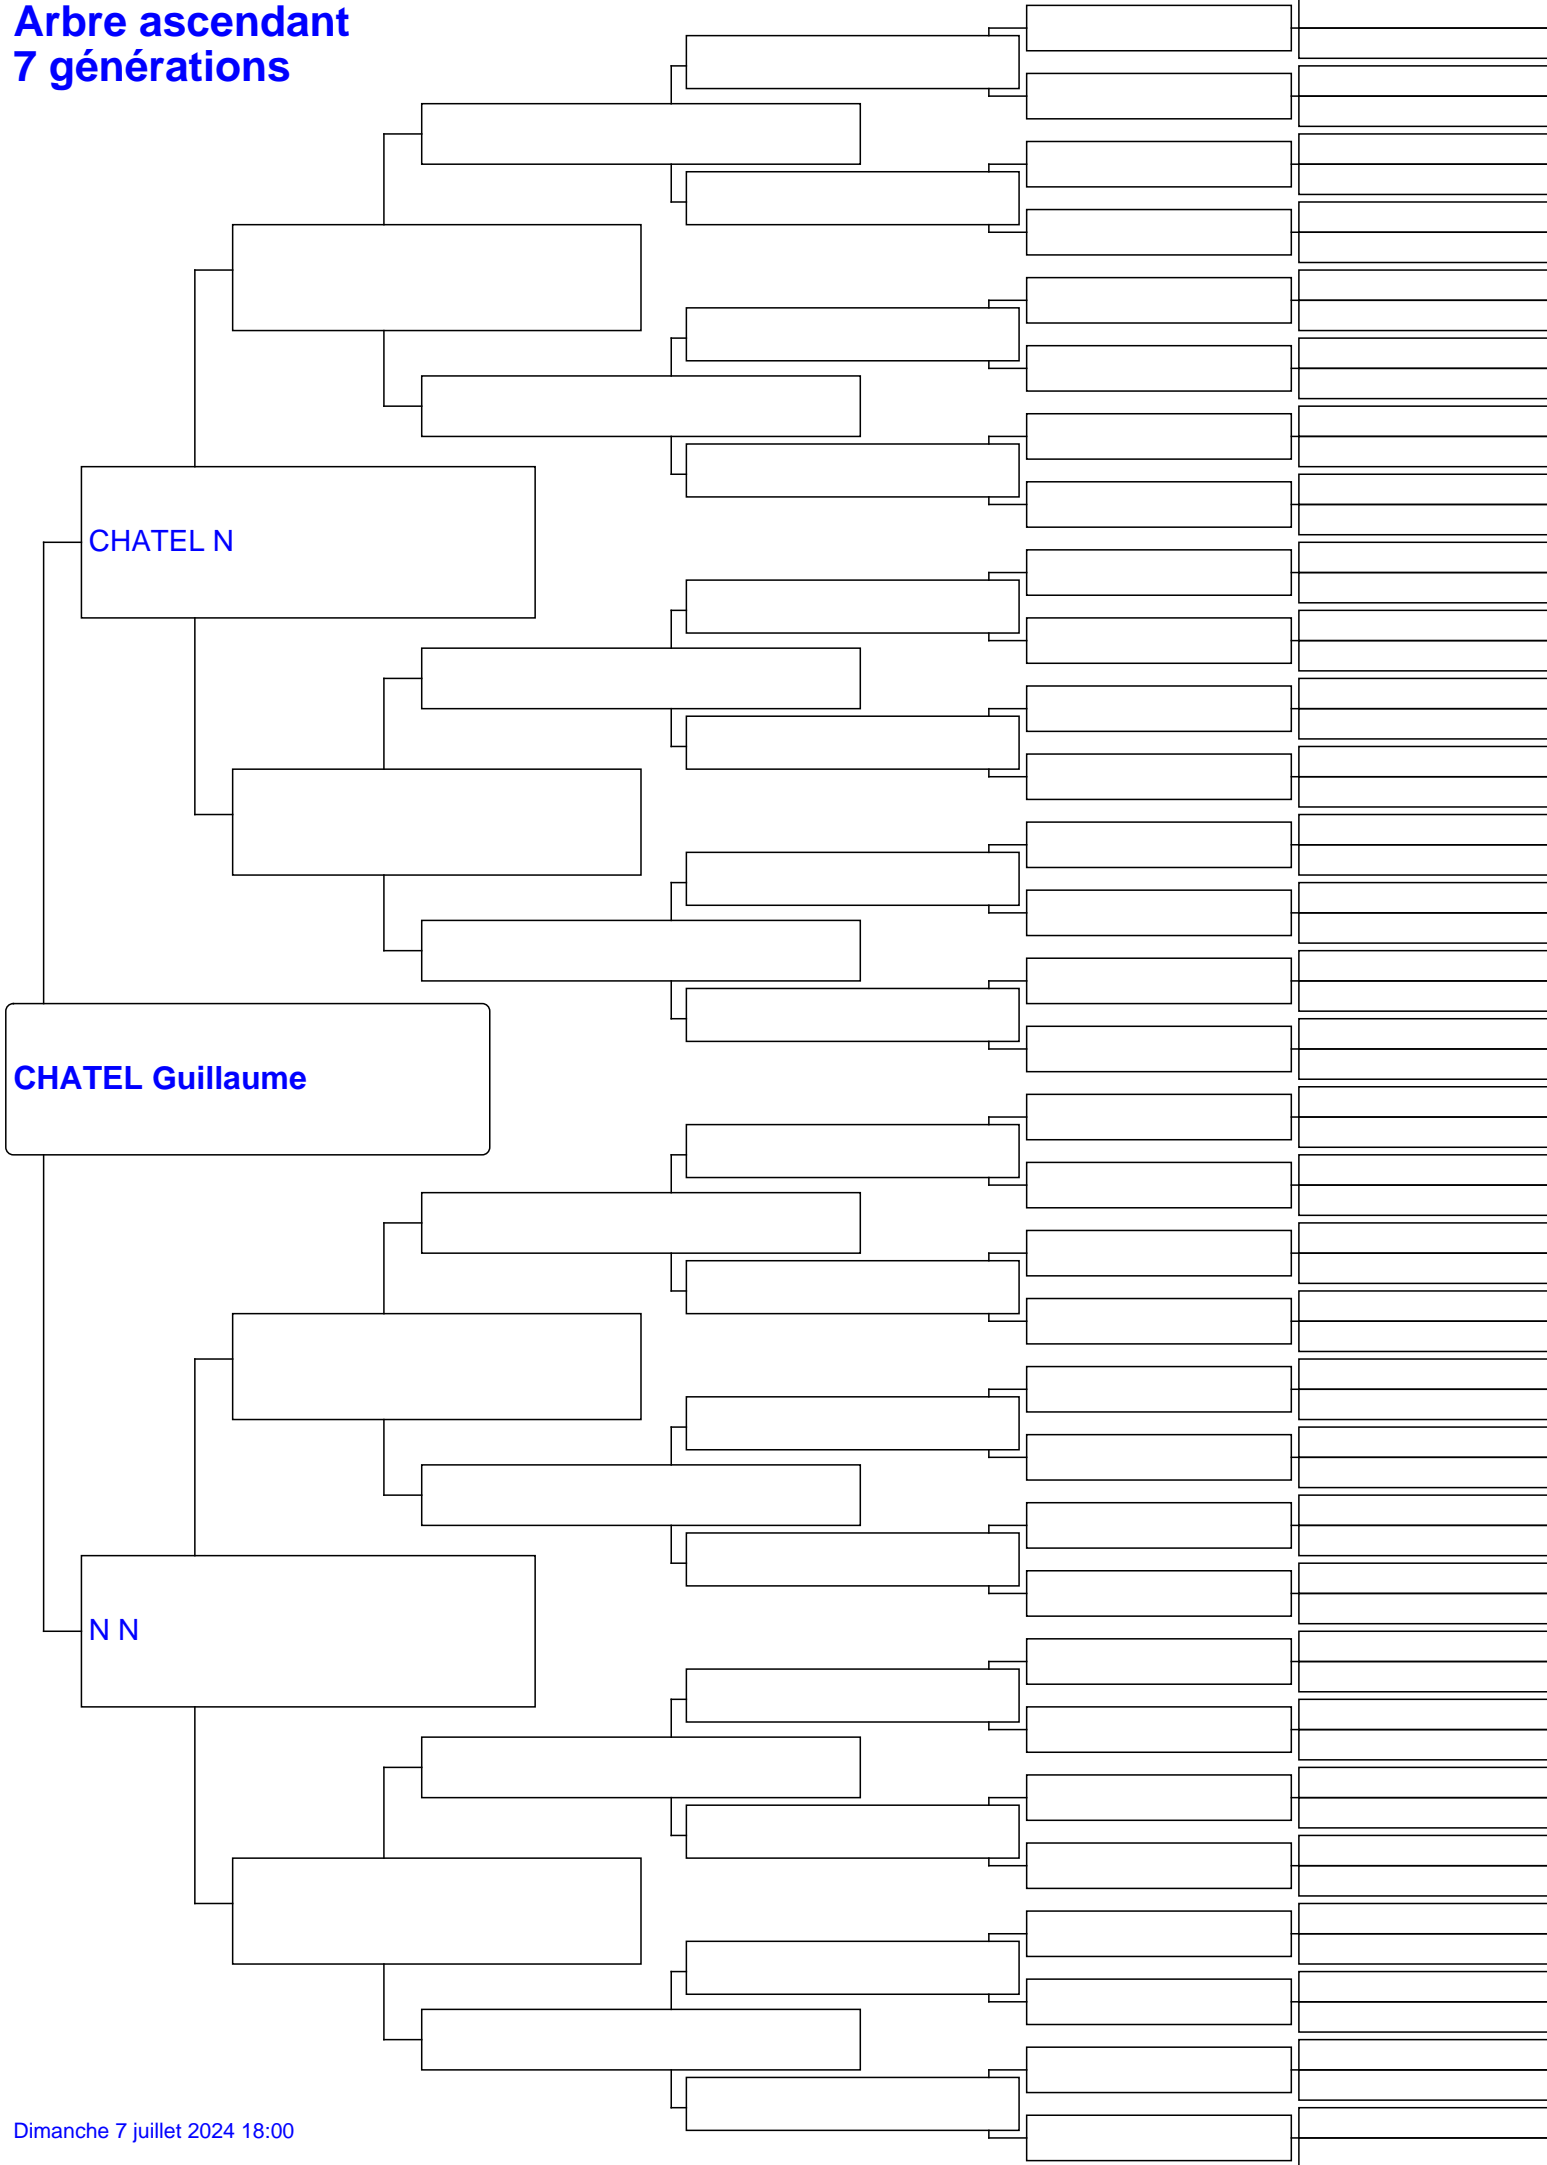 Arbre ascendant
7 générations
CHATEL N
CHATEL Guillaume
N N
Dimanche 7 juillet 2024 18:00